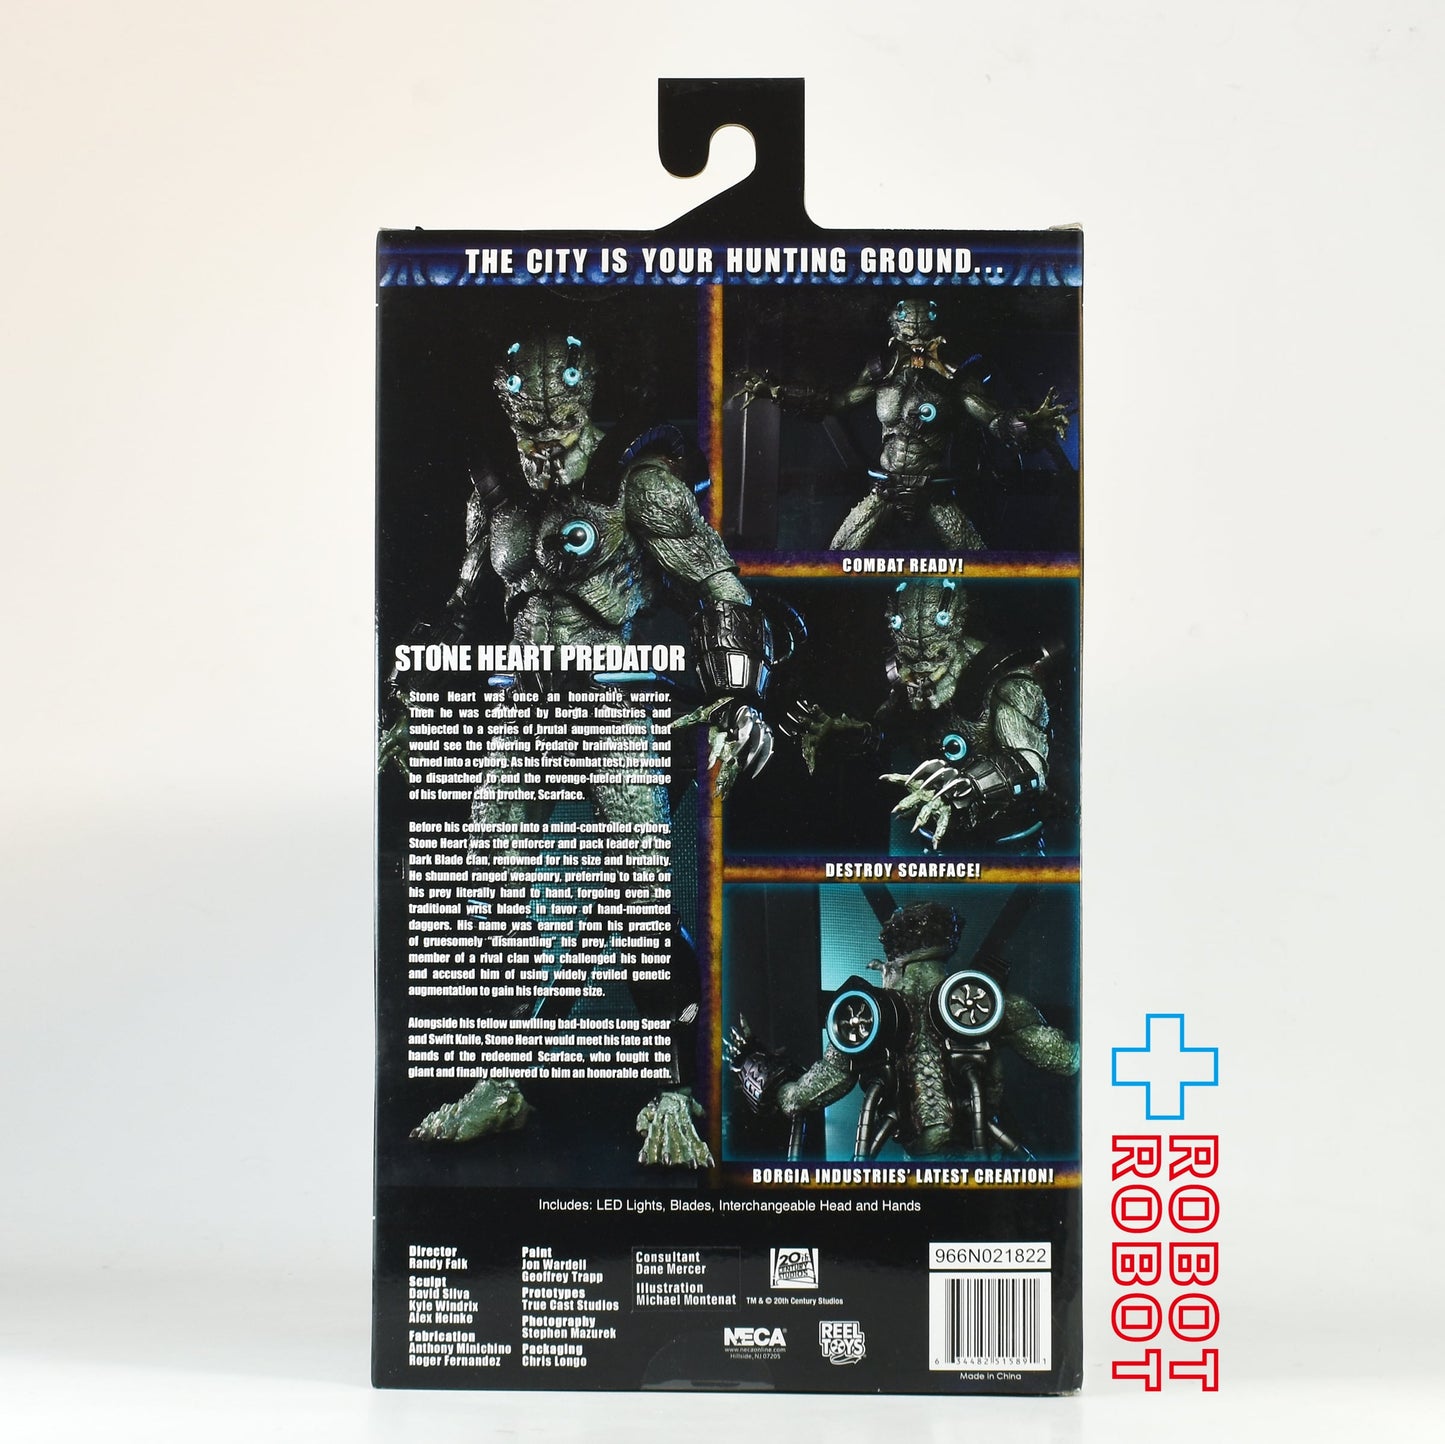 THE CITY IS YOUR HUNTING GROUND...
COMBAT READY!
STONE HEART PREDATOR
Stone Heart was once an honorable warrior.
Then he was captured by Borgia Industries and
subjected to a series of brutal augmentations that
would see the towering Predator brainwashed and
turned into a cyborg. As his first combat test, he would
be dispatched to end the revenge-fueled rampage
of his former clan brother, Scarface.
Before his conversion into a mind-controlled cyborg,
Stone Heart was the enforcer and pack leader of the
Dark Blade clan, renowned for his size and brutality.
He shunned ranged weaponry, preferring to take on
his prey literally hand to hand, forgoing even the
traditional wrist blades in favor of hand-mounted
daggers. His name was earned from his practice
of gruesomely "dismantling" his prey, including a
member of a rival clan who challenged his honor
and accused him of using widely reviled genetic
augmentation to gain his fearsome size.
Alongside his fellow unwilling bad-bloods Long Spear
and Swift Knife, Stone Heart would meet his fate at the
hands of the redeemed Scarface, who fought the
giant and finally delivered to him an honorable death.
DESTROY SCARFACE!
BORGIA INDUSTRIES' LATEST CREATION!
Includes: LED Lights, Blades, Interchangeable Head and Hands
Director
Randy Falk
Sculpt
David Silva
Kyle Windrix
Alex Heinke
Fabrication
Anthony Minichino
Roger Fernandez
Paint
Jon Wardell
Geoffrey Trapp
Prototypes
True Cast Studios
Photography
Stephen Mazurek
Packaging
Chris Longo
Consultant
Dane Mercer
Illustration
Michael Montenat
20th
CENTURY
STUDIOS
TM & © 20th Century Studios
NECA®
www.necaonline.com
Hillside, NJ 07205
REEL
TOYS
966N021822
6 34482 51589 1
Made in China
ROBOT
ROBOT